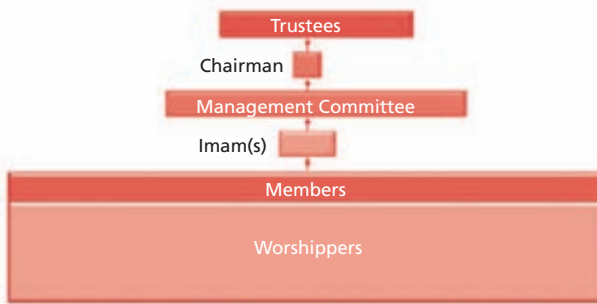 Trustees
Chairman
Management Committee
Imam(s)
Members
Worshippers